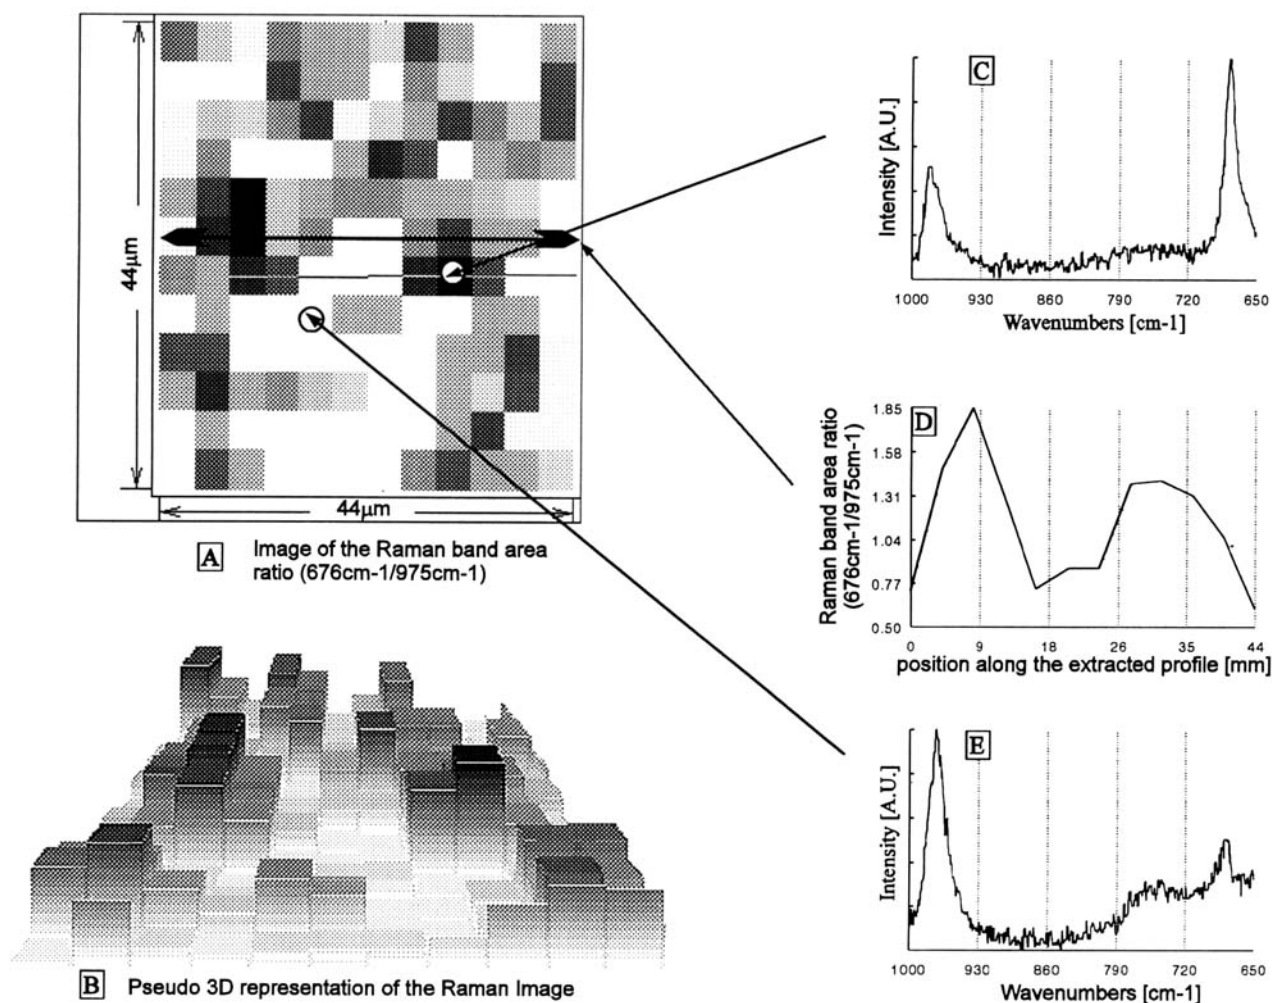 44μm
44μm
A Image of the Raman band area
ratio (676cm-1/975cm-1)
B Pseudo 3D representation of the Raman Image
C
Intensity [A.U.]
1000 930 860 790 720 650
Wavenumbers [cm-1]
D
Raman band area ratio
(676cm-1/975cm-1)
1.85
1.58
1.31
1.04
0.77
0.50
0 9 18 26 35 44
position along the extracted profile [mm]
E
Intensity [A.U.]
1000 930 860 790 720 650
Wavenumbers [cm-1]